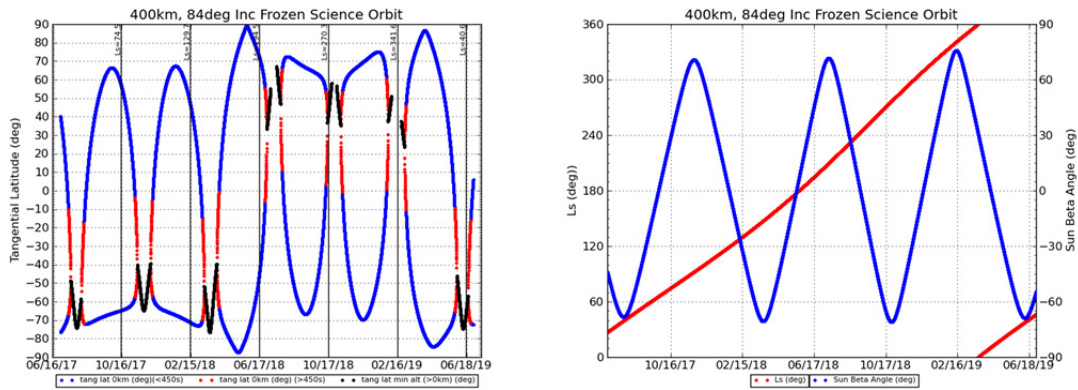 400km, 84deg Inc Frozen Science Orbit
Tangential Latitude (deg)
90
80
70
60
50
40
30
20
10
0
−10
−20
−30
−40
−50
−60
−70
−80
−90
Ls=74.5
Ls=129.7
Ls=270.3
Ls=341.6
Ls=40.6
06/16/17 10/16/17 02/15/18 06/17/18 10/17/18 02/16/19 06/18/19
tang lat 0km (deg)(<450s) tang lat 0km (deg) (>450s) tang lat min alt (>0km) (deg)
400km, 84deg Inc Frozen Science Orbit
Ls (deg))
360
300
240
180
120
60
0
90
60
30
0
−30
−60
−90
Sun Beta Angle (deg)
10/16/17 02/15/18 06/17/18 10/17/18 02/16/19 06/18/19
Ls (deg) Sun Beta Angle (deg)